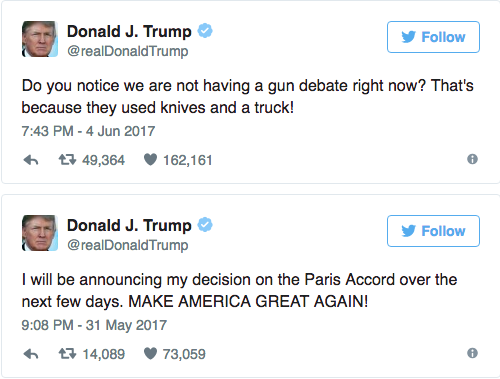 Donald J. Trump
Follow
@realDonaldTrump
Do you notice we are not having a gun debate right now? That's
because they used knives and a truck!
7:43 PM - 4 Jun 2017
49,364 162,161
Donald J. Trump
Follow
@realDonaldTrump
I will be announcing my decision on the Paris Accord over the
next few days. MAKE AMERICA GREAT AGAIN!
9:08 PM - 31 May 2017
14,089 73,059